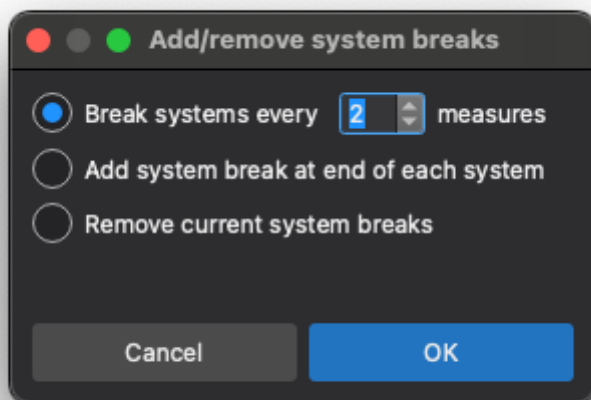 Add/remove system breaks
Break systems every 2 measures
Add system break at end of each system
Remove current system breaks
Cancel OK